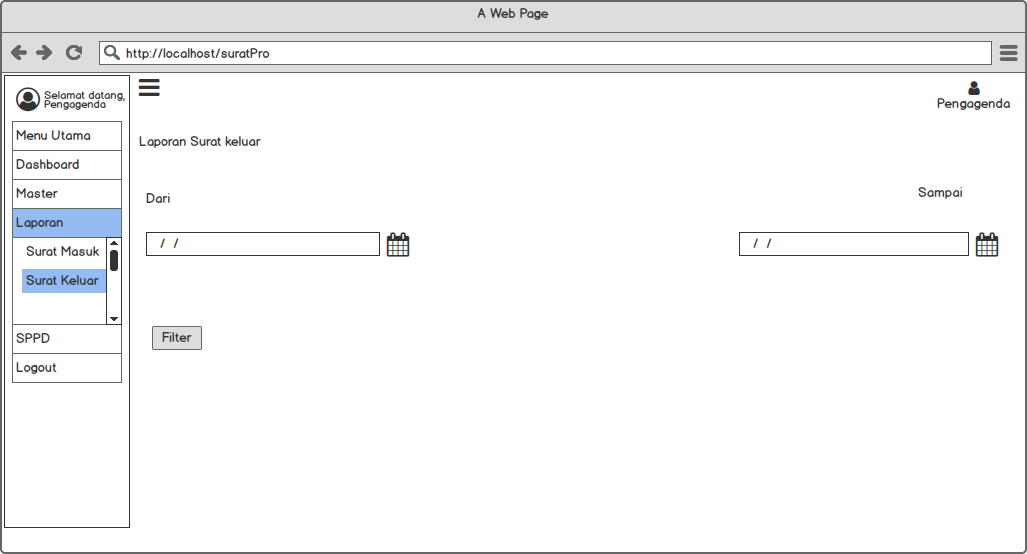 A Web Page
http://localhost/suratPro
Selamat datang,
Pengagenda
Pengagenda
Menu Utama
Dashboard
Master
Laporan
Surat Masuk
Surat Keluar
SPPD
Logout
Laporan Surat keluar
Dari
Sampai
/ /
/ /
Filter